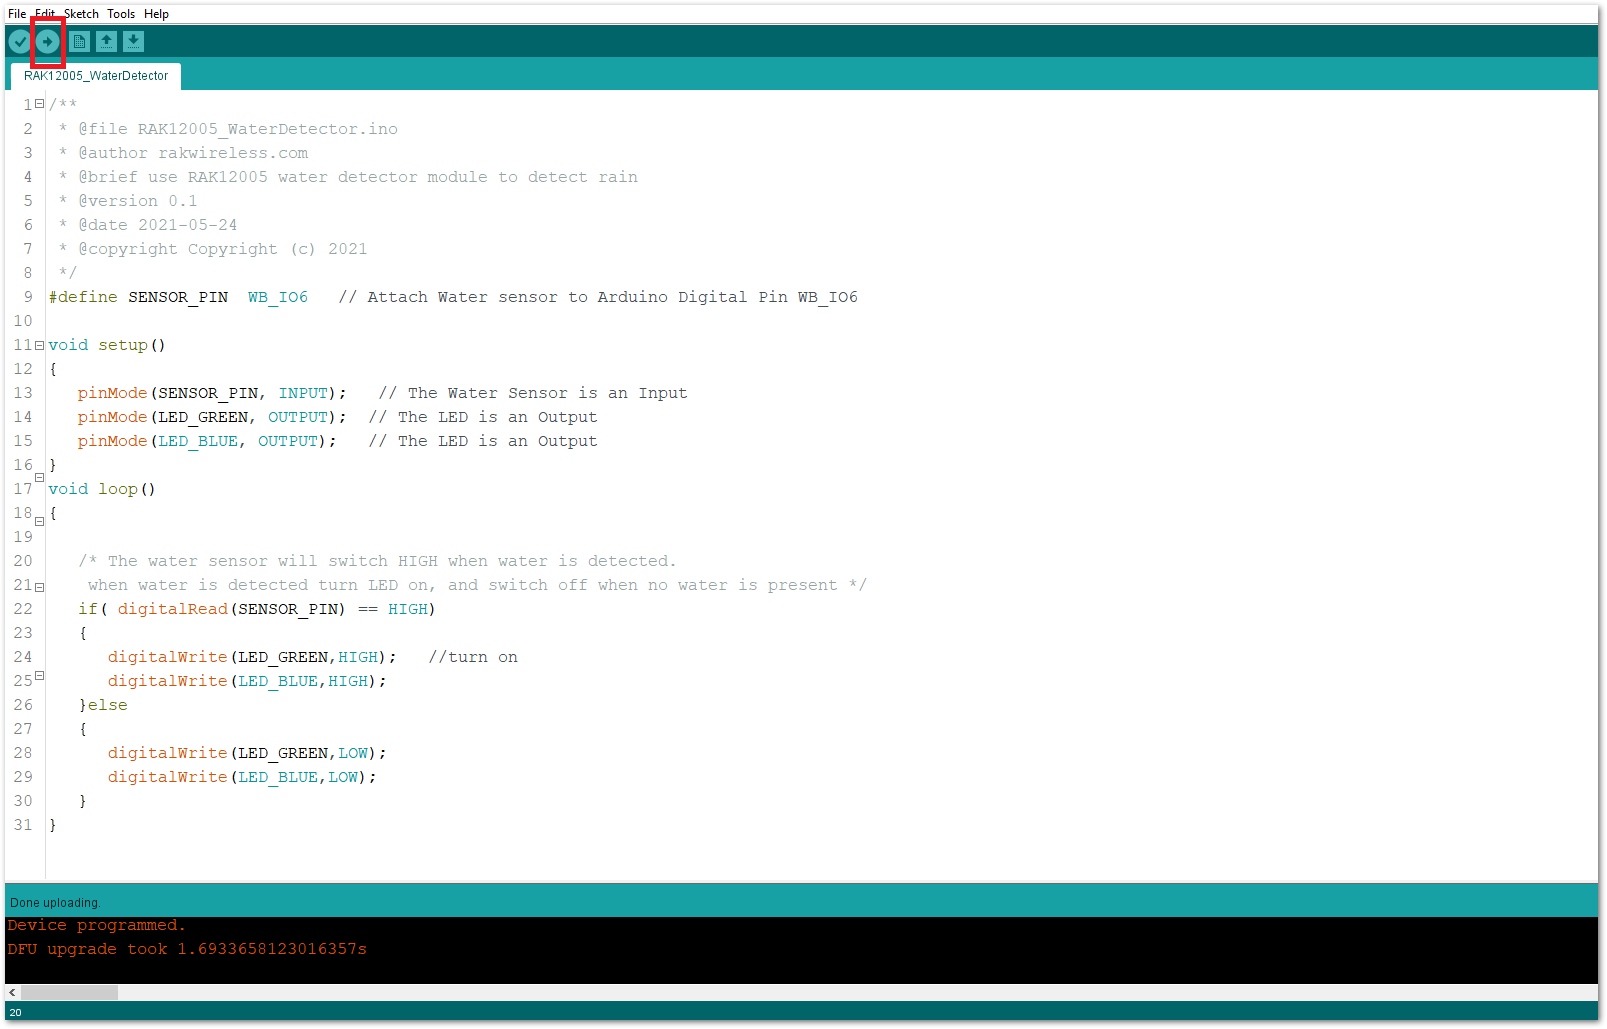 File Edit Sketch Tools Help
RAK12005_WaterDetector
1 /**
2 * @file RAK12005_WaterDetector.ino
3 * @author rakwireless.com
4 * @brief use RAK12005 water detector module to detect rain
5 * @version 0.1
6 * @date 2021-05-24
7 * @copyright Copyright (c) 2021
8 */
9 #define SENSOR_PIN  WB_IO6   // Attach Water sensor to Arduino Digital Pin WB_IO6
10
11 void setup()
12 {
13    pinMode(SENSOR_PIN, INPUT);   // The Water Sensor is an Input
14    pinMode(LED_GREEN, OUTPUT);  // The LED is an Output
15    pinMode(LED_BLUE, OUTPUT);   // The LED is an Output
16 }
17 void loop()
18 {
19
20    /* The water sensor will switch HIGH when water is detected.
21     when water is detected turn LED on, and switch off when no water is present */
22    if( digitalRead(SENSOR_PIN) == HIGH)
23    {
24       digitalWrite(LED_GREEN,HIGH);   //turn on
25       digitalWrite(LED_BLUE,HIGH);
26    }else
27    {
28       digitalWrite(LED_GREEN,LOW);
29       digitalWrite(LED_BLUE,LOW);
30    }
31 }
Done uploading.
Device programmed.
DFU upgrade took 1.6933658123016357s
20